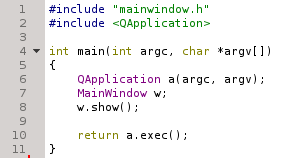 1 #include "mainwindow.h"
2 #include <QApplication>
3
4 int main(int argc, char *argv[])
5 {
6     QApplication a(argc, argv);
7     MainWindow w;
8     w.show();
9
10     return a.exec();
11 }